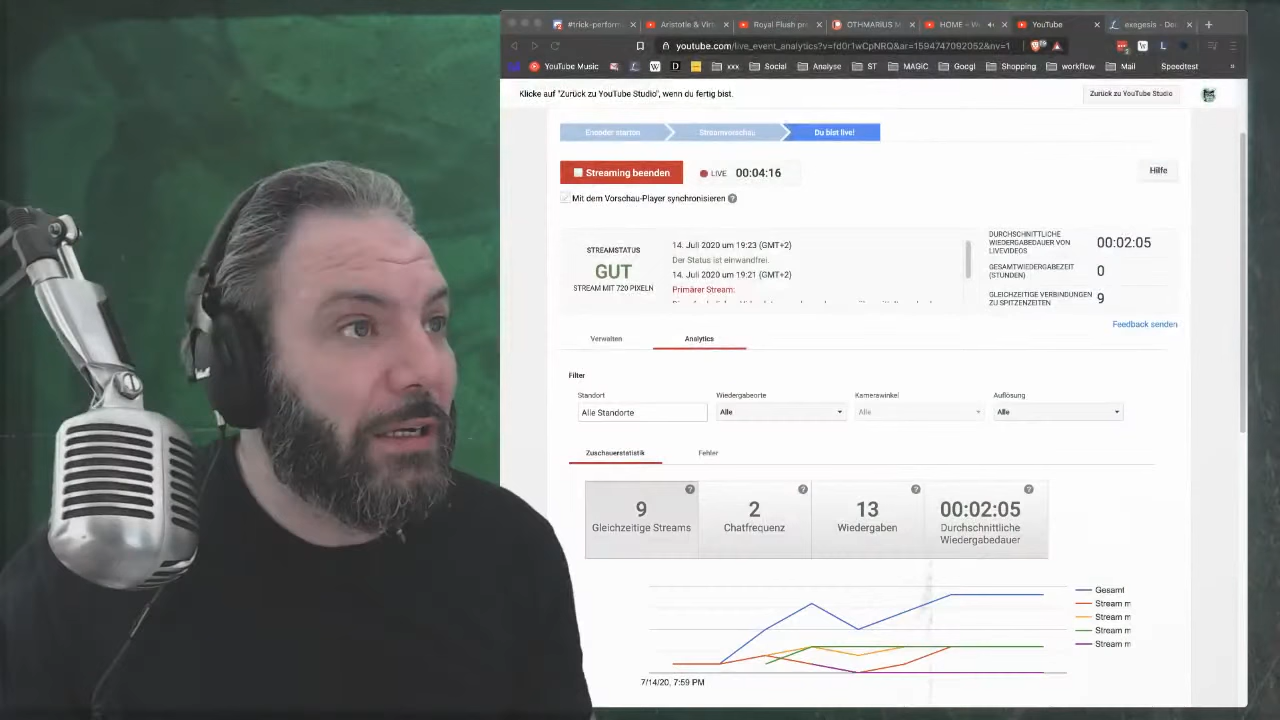 #trick-perform
Aristotle & Virtu
Royal Flush pr
OTHMARIUS M
HOME – W
YouTube
exegesis - De
youtube.com/live_event_analytics?v=fd0r1wCpNRQ&ar=1594747092052&nv=1
YouTube Music
xxx
Social
Analyse
ST
MAGIC
Googl
Shopping
workflow
Mail
Speedtest
Klicke auf "Zurück zu YouTube Studio", wenn du fertig bist.
Zurück zu YouTube Studio
Encoder starten
Streamvorschau
Du bist live!
Streaming beenden
LIVE 00:04:16
Hilfe
Mit dem Vorschau-Player synchronisieren
STREAMSTATUS
GUT
STREAM MIT 720 PIXELN
14. Juli 2020 um 19:23 (GMT+2)
Der Status ist einwandfrei.
14. Juli 2020 um 19:21 (GMT+2)
Primärer Stream:
DURCHSCHNITTLICHE
WIEDERGABEDAUER VON
LIVEVIDEOS
00:02:05
GESAMTWIEDERGABEZEIT
(STUNDEN)
0
GLEICHZEITIGE VERBINDUNGEN
ZU SPITZENZEITEN
9
Feedback senden
Verwalten
Analytics
Filter
Standort
Wiedergabeorte
Kamerawinkel
Auflösung
Alle Standorte
Alle
Alle
Alle
Zuschauerstatistik
Fehler
9
Gleichzeitige Streams
2
Chatfrequenz
13
Wiedergaben
00:02:05
Durchschnittliche
Wiedergabedauer
Gesamt
Stream m
Stream m
Stream m
Stream m
7/14/20, 7:59 PM